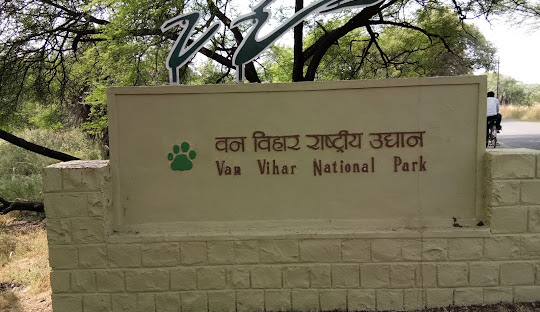 वन विहार राष्ट्रीय उद्यान
Van Vihar National Park